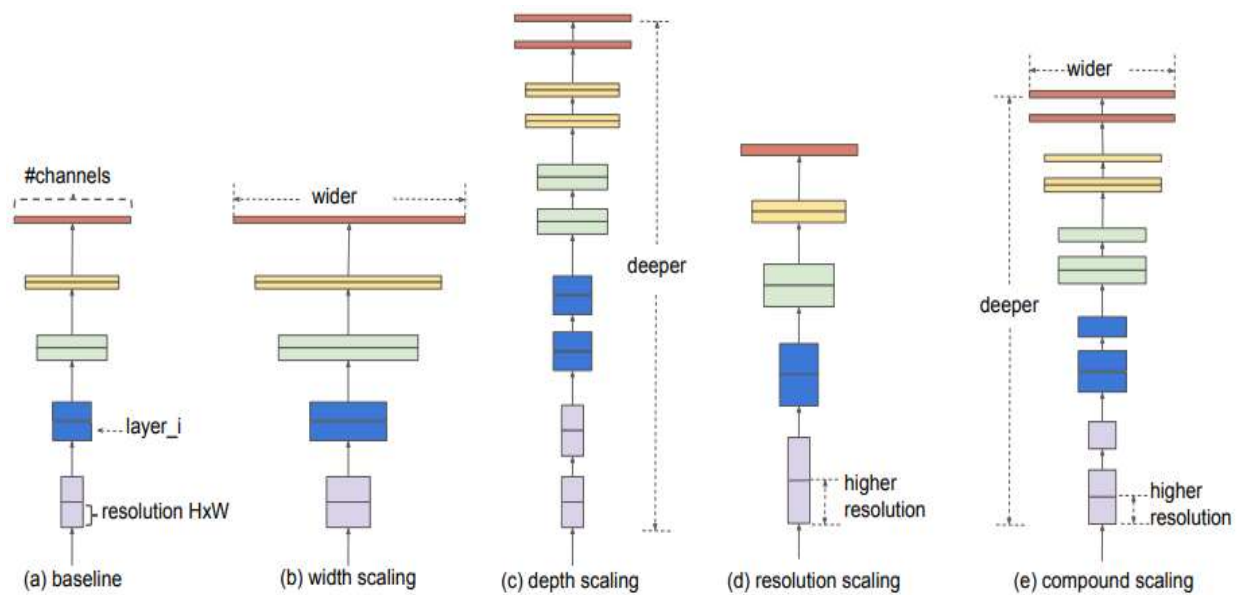 #channels
layer_i
resolution HxW
(a) baseline
wider
(b) width scaling
deeper
(c) depth scaling
higher
resolution
(d) resolution scaling
wider
deeper
higher
resolution
(e) compound scaling